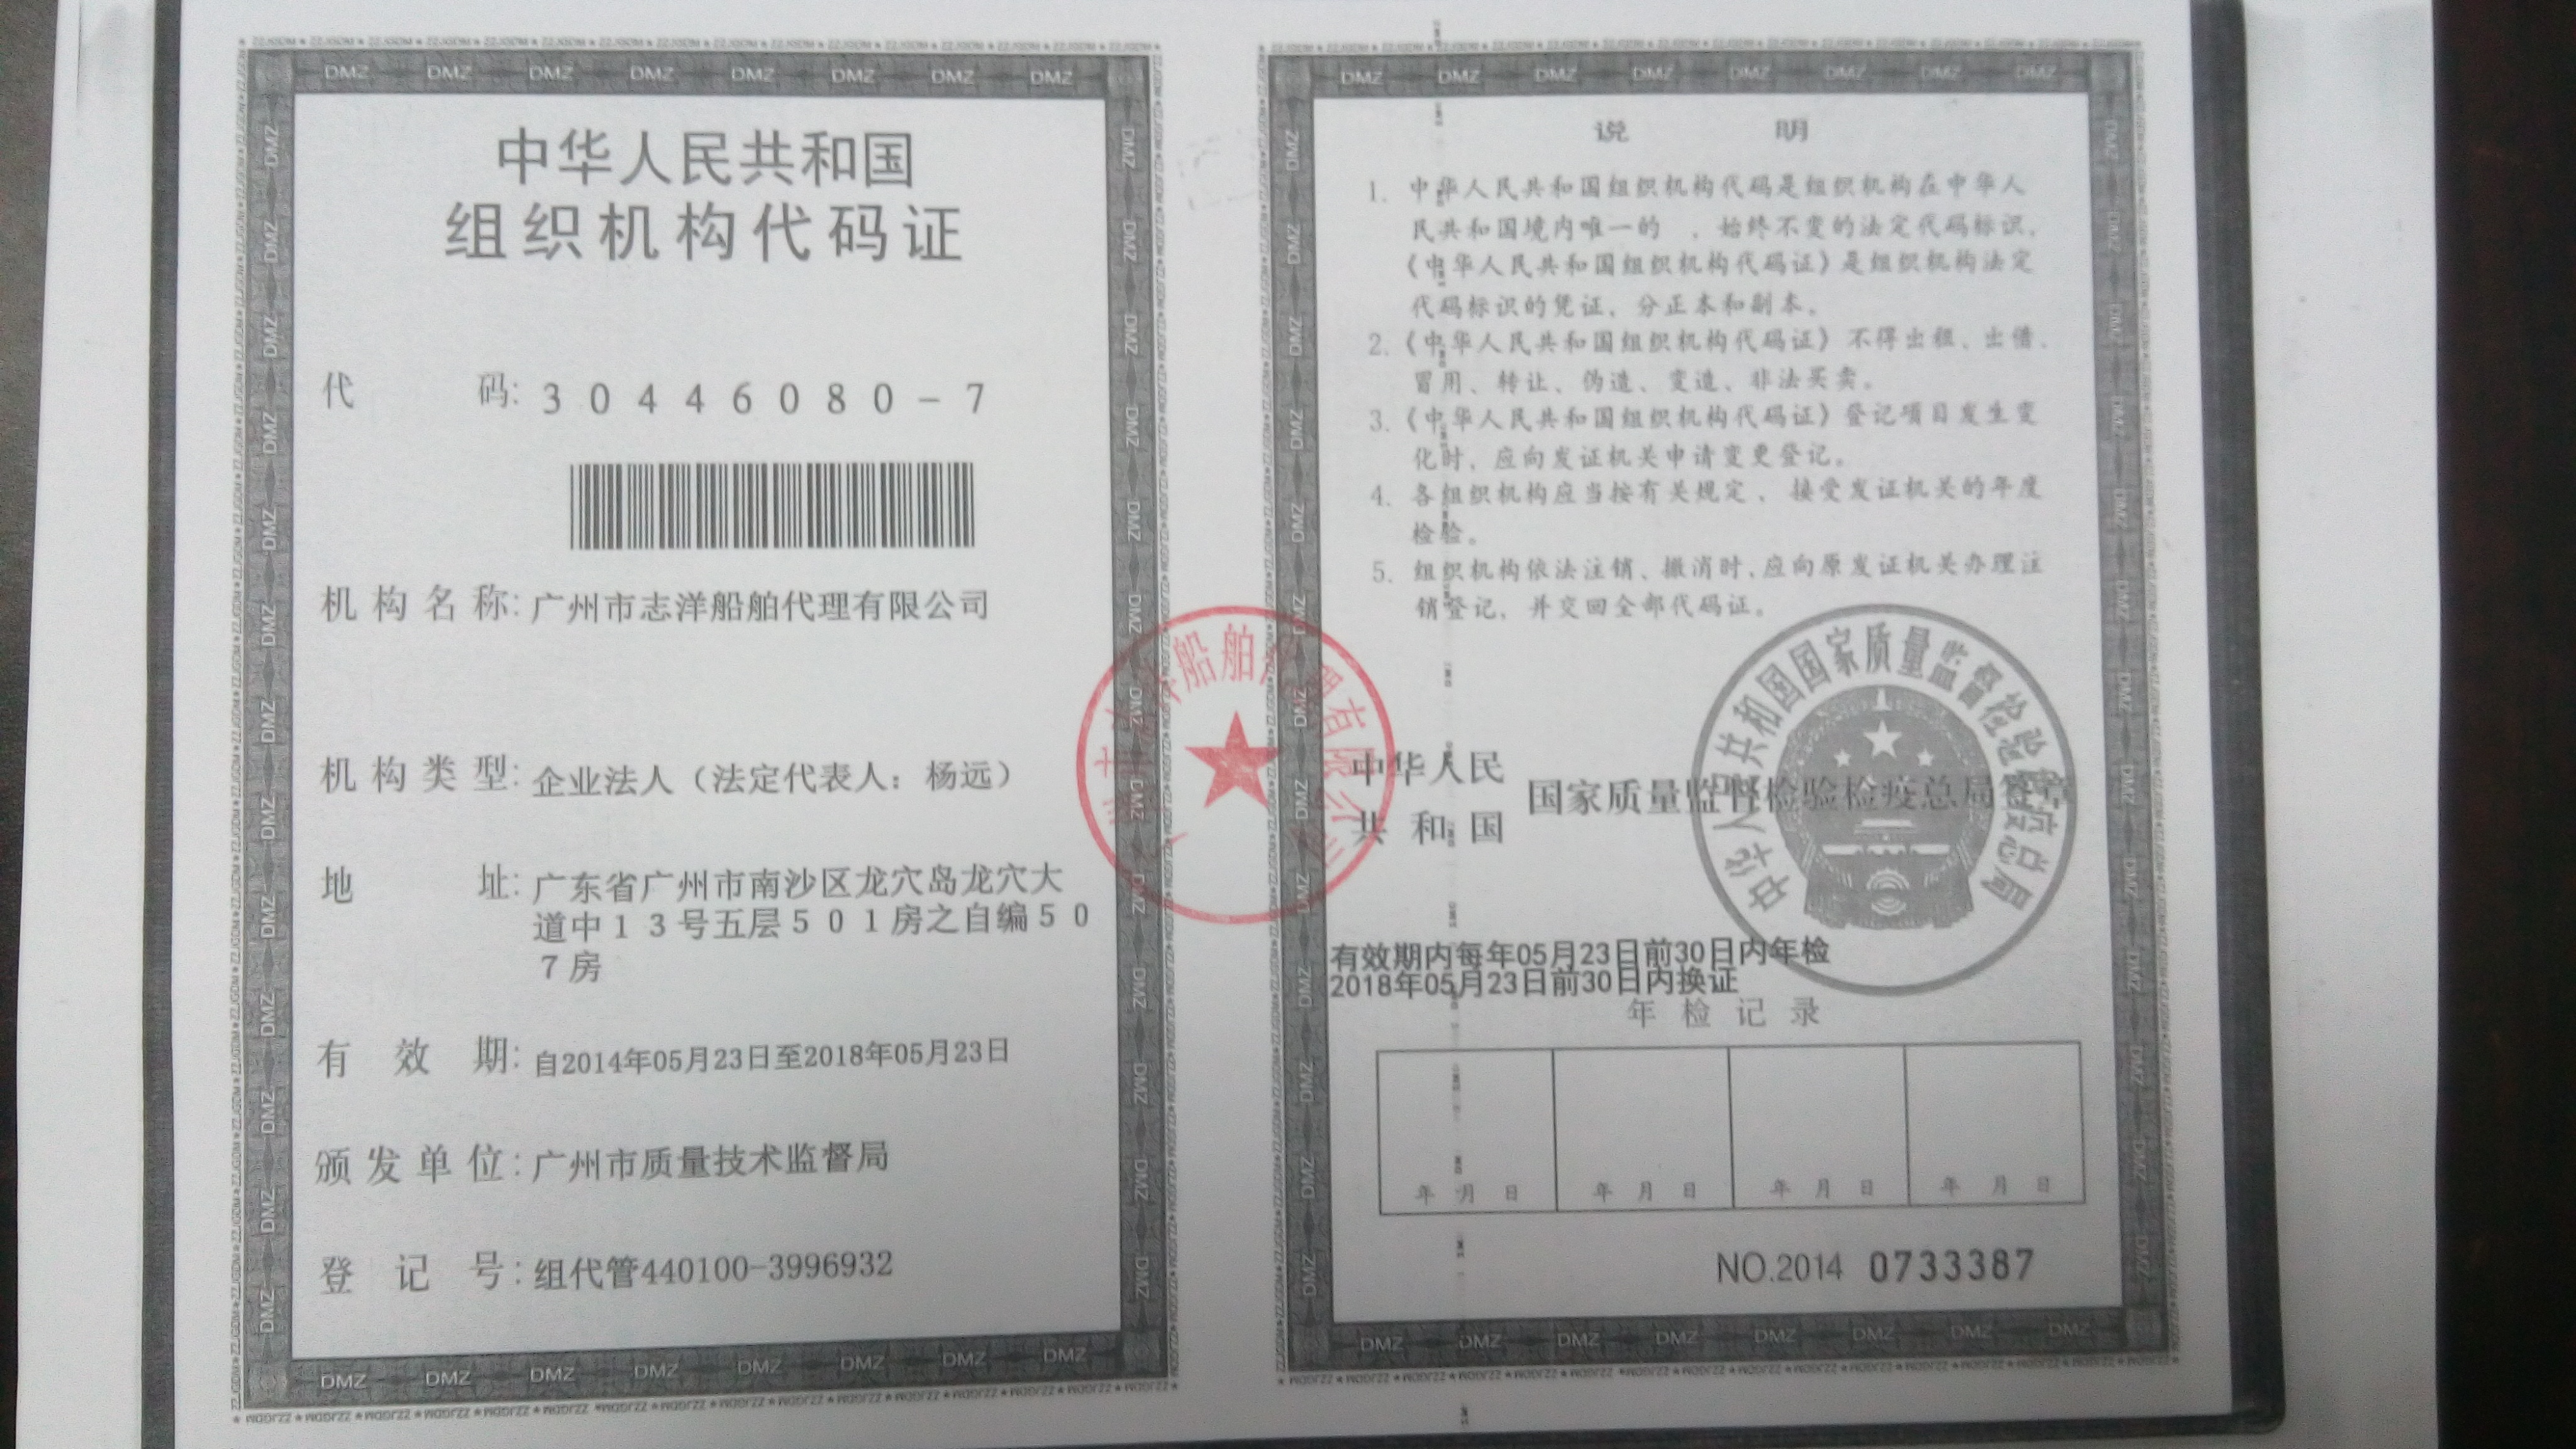 中华人民共和国
组织机构代码证
代码: 30446080-7
机构名称: 广州市志洋船舶代理有限公司
机构类型: 企业法人（法定代表人：杨远）
地址: 广东省广州市南沙区龙穴岛龙穴大
道中13号五层501房之自编50
7房
有效期: 自2014年05月23日至2018年05月23日
颁发单位: 广州市质量技术监督局
登记号: 组代管440100-3996932
说明
1. 中华人民共和国组织机构代码是组织机构在中华人
民共和国境内唯一的 、始终不变的法定代码标识，
《中华人民共和国组织机构代码证》是组织机构法定
代码标识的凭证，分正本和副本。
2.《中华人民共和国组织机构代码证》不得出租、出借、
冒用、转让、伪造、变造、非法买卖。
3.《中华人民共和国组织机构代码证》登记项目发生变
化时，应向发证机关申请变更登记。
4. 各组织机构应当按有关规定、接受发证机关的年度
检验。
5. 组织机构依法注销、撤消时，应向原发证机关办理注
销登记，并交回全部代码证。
中华人民共和国国家质量监督检验检疫总局
中华人民
共和国
国家质量监督检验检疫总局
有效期内每年05月23日前30日内年检
2018年05月23日前30日内换证
年检记录
年 月 日 年 月 日 年 月 日 年 月 日
NO.2014 0733387